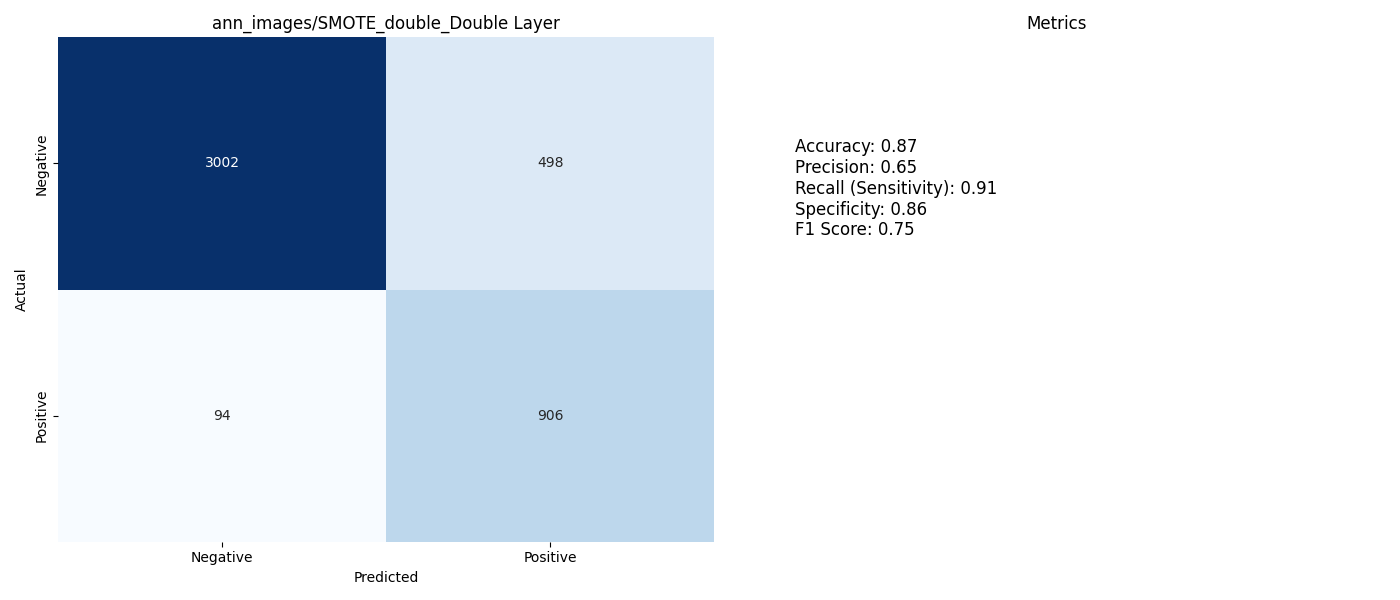 ann_images/SMOTE_double_Double Layer
Actual
Negative
3002
498
Positive
94
906
Negative
Positive
Predicted
Metrics
Accuracy: 0.87
Precision: 0.65
Recall (Sensitivity): 0.91
Specificity: 0.86
F1 Score: 0.75